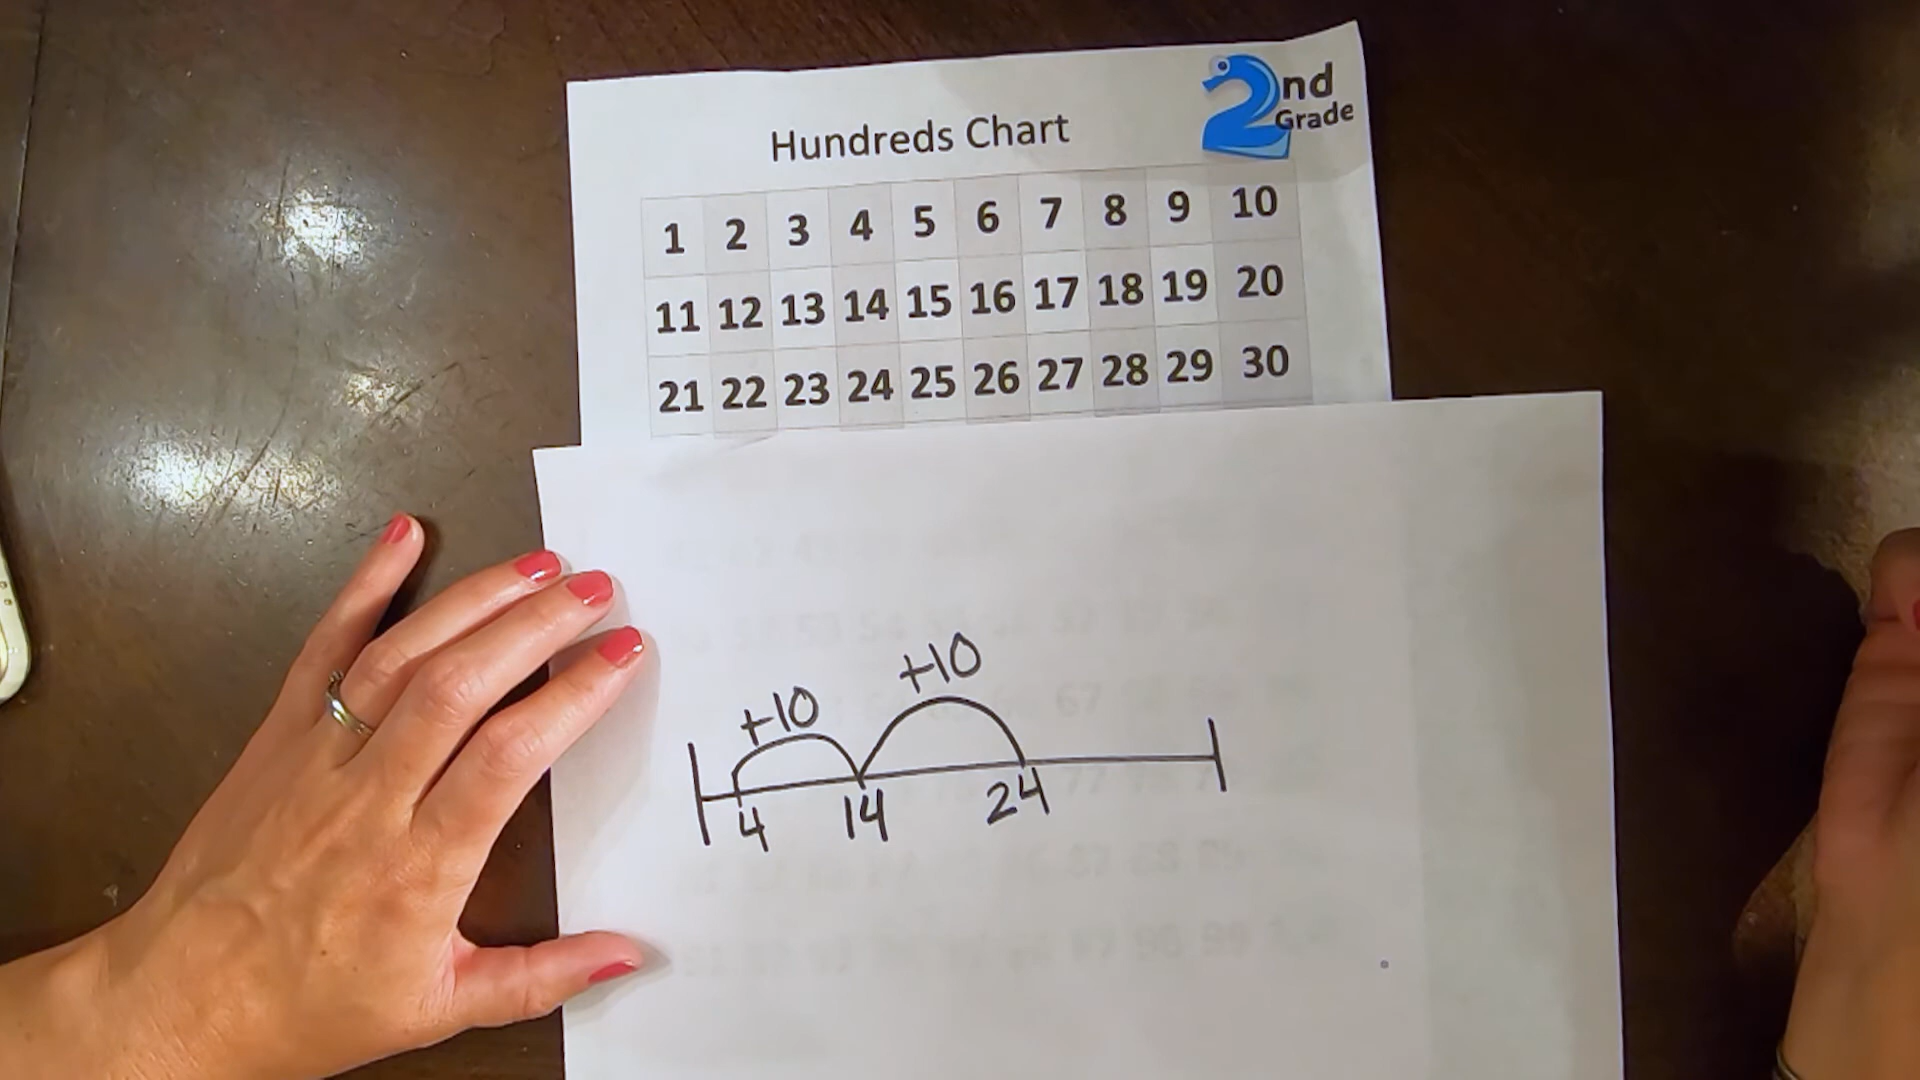 2nd
Grade
Hundreds Chart
1 2 3 4 5 6 7 8 9 10
11 12 13 14 15 16 17 18 19 20
21 22 23 24 25 26 27 28 29 30
+10 +10
4 14 24